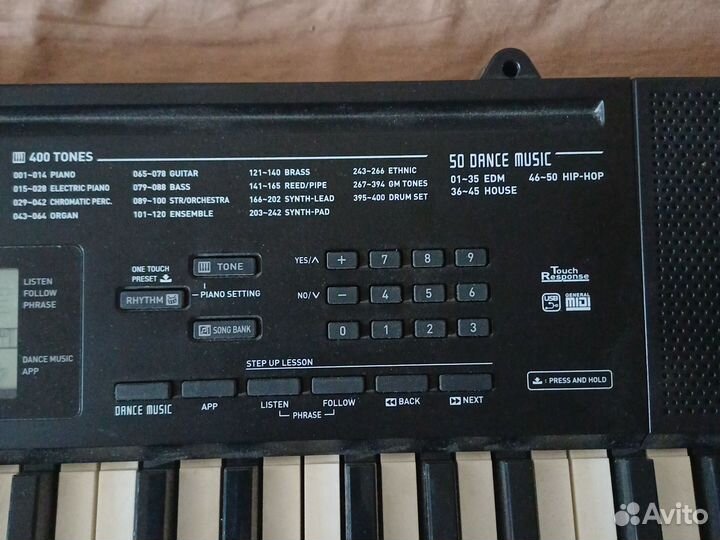 400 TONES
001~014 PIANO
015~028 ELECTRIC PIANO
029~042 CHROMATIC PERC.
043~064 ORGAN
065~078 GUITAR
079~088 BASS
089~100 STR/ORCHESTRA
101~120 ENSEMBLE
121~140 BRASS
141~165 REED/PIPE
166~202 SYNTH-LEAD
203~242 SYNTH-PAD
243~266 ETHNIC
267~394 GM TONES
395~400 DRUM SET
50 DANCE MUSIC
01~35 EDM
36~45 HOUSE
46~50 HIP-HOP
LISTEN
FOLLOW
PHRASE
DANCE MUSIC
APP
ONE TOUCH
PRESET
RHYTHM
TONE
PIANO SETTING
SONG BANK
YES/∧
+ 7 8 9
NO/∨
- 4 5 6
0 1 2 3
Touch
Response
USB
GENERAL
MIDI
STEP UP LESSON
DANCE MUSIC
APP
LISTEN
FOLLOW
PHRASE
BACK
NEXT
: PRESS AND HOLD
Avito